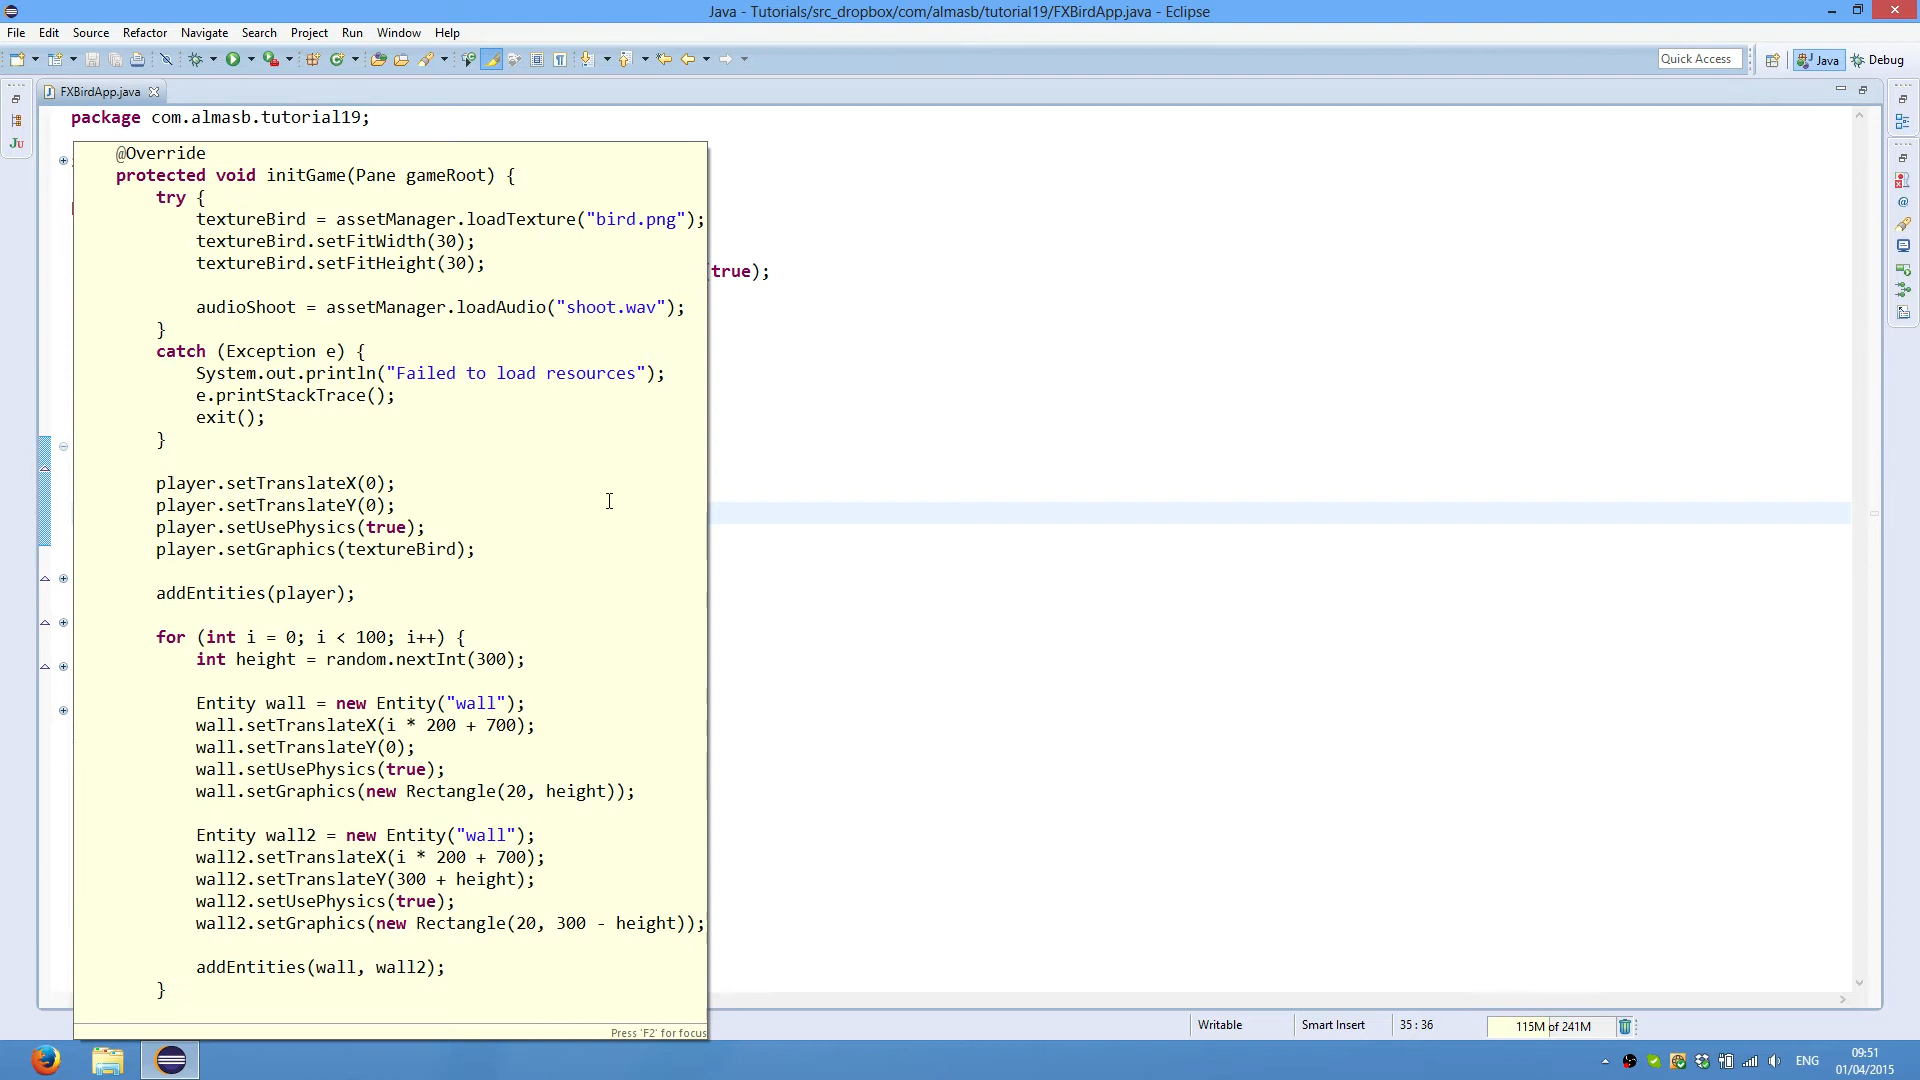 Java - Tutorials/src_dropbox/com/almasb/tutorial19/FXBirdApp.java - Eclipse
File Edit Source Refactor Navigate Search Project Run Window Help
Quick Access Java Debug
FXBirdApp.java
package com.almasb.tutorial19;
@Override
protected void initGame(Pane gameRoot) {
try {
textureBird = assetManager.loadTexture("bird.png");
textureBird.setFitWidth(30);
textureBird.setFitHeight(30);
(true);
audioShoot = assetManager.loadAudio("shoot.wav");
}
catch (Exception e) {
System.out.println("Failed to load resources");
e.printStackTrace();
exit();
}
player.setTranslateX(0);
player.setTranslateY(0);
player.setUsePhysics(true);
player.setGraphics(textureBird);
addEntities(player);
for (int i = 0; i < 100; i++) {
int height = random.nextInt(300);
Entity wall = new Entity("wall");
wall.setTranslateX(i * 200 + 700);
wall.setTranslateY(0);
wall.setUsePhysics(true);
wall.setGraphics(new Rectangle(20, height));
Entity wall2 = new Entity("wall");
wall2.setTranslateX(i * 200 + 700);
wall2.setTranslateY(300 + height);
wall2.setUsePhysics(true);
wall2.setGraphics(new Rectangle(20, 300 - height));
addEntities(wall, wall2);
}
Press 'F2' for focus
Writable Smart Insert 35 : 36 115M of 241M
ENG
09:51
01/04/2015